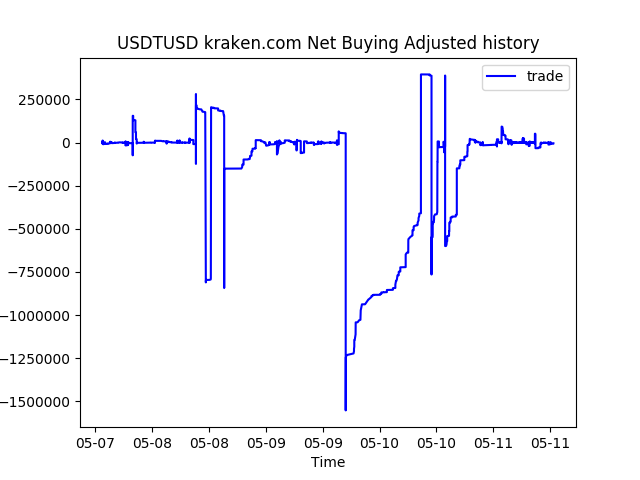 USDTUSD kraken.com Net Buying Adjusted history
trade
250000
0
−250000
−500000
−750000
−1000000
−1250000
−1500000
05-07 05-08 05-08 05-09 05-09 05-10 05-10 05-11 05-11
Time